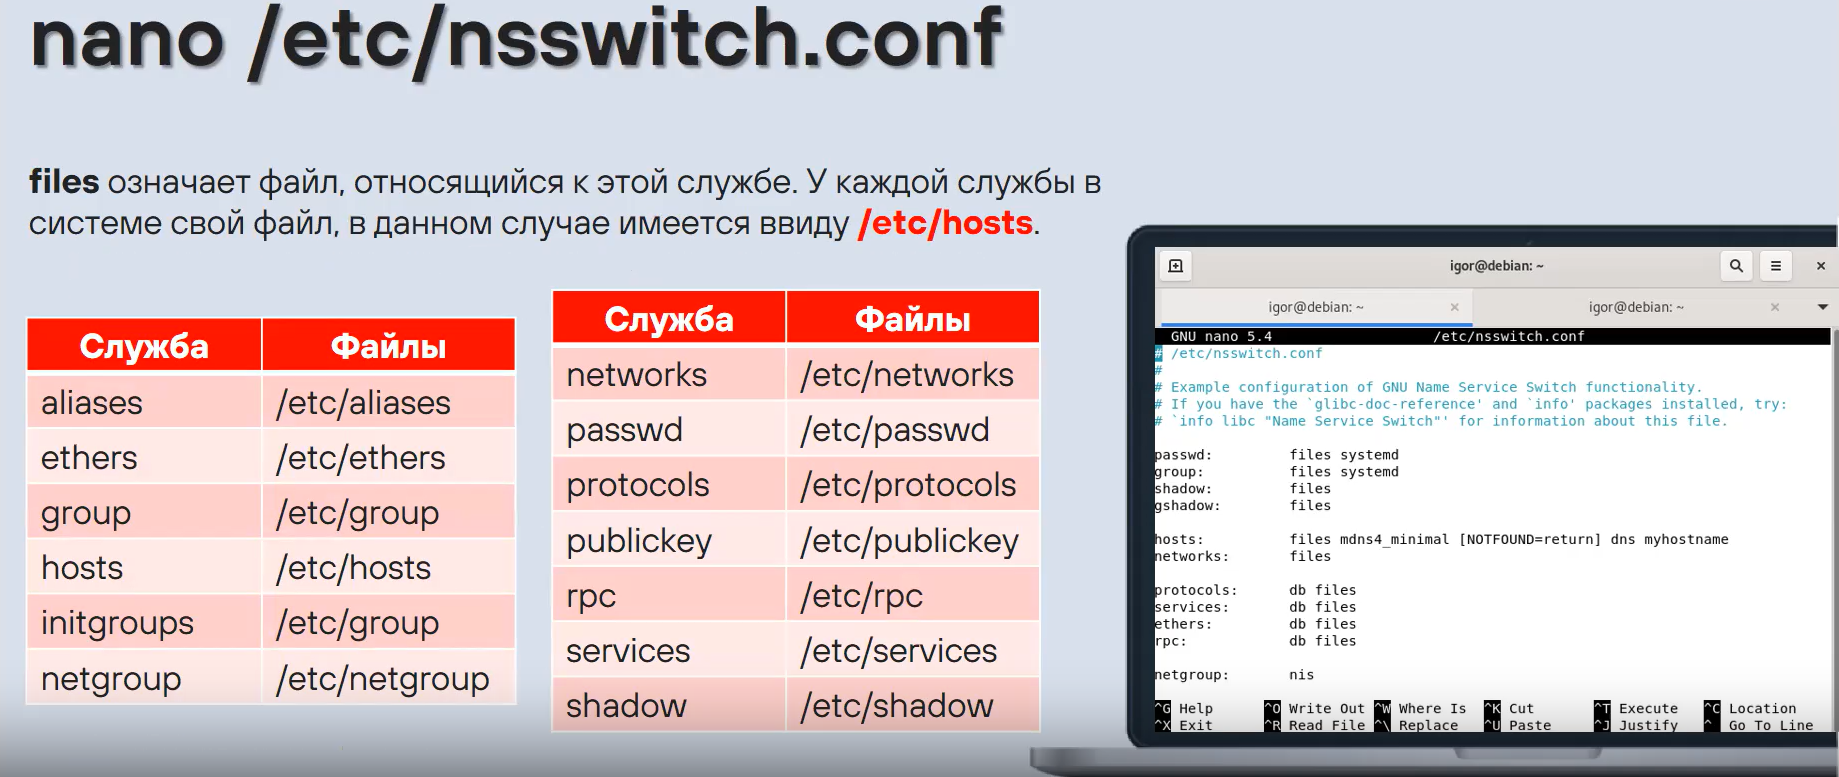 nano /etc/nsswitch.conf
files означает файл, относящийся к этой службе. У каждой службы в
системе свой файл, в данном случае имеется ввиду /etc/hosts.
Служба Файлы
aliases /etc/aliases
ethers /etc/ethers
group /etc/group
hosts /etc/hosts
initgroups /etc/group
netgroup /etc/netgroup
Служба Файлы
networks /etc/networks
passwd /etc/passwd
protocols /etc/protocols
publickey /etc/publickey
rpc /etc/rpc
services /etc/services
shadow /etc/shadow
igor@debian: ~
igor@debian: ~ igor@debian: ~
GNU nano 5.4 /etc/nsswitch.conf
# /etc/nsswitch.conf
#
# Example configuration of GNU Name Service Switch functionality.
# If you have the `glibc-doc-reference' and `info' packages installed, try:
# `info libc "Name Service Switch"' for information about this file.
passwd: files systemd
group: files systemd
shadow: files
gshadow: files
hosts: files mdns4_minimal [NOTFOUND=return] dns myhostname
networks: files
protocols: db files
services: db files
ethers: db files
rpc: db files
netgroup: nis
^G Help ^O Write Out ^W Where Is ^K Cut ^T Execute ^C Location
^X Exit ^R Read File ^\ Replace ^U Paste ^J Justify ^_ Go To Line